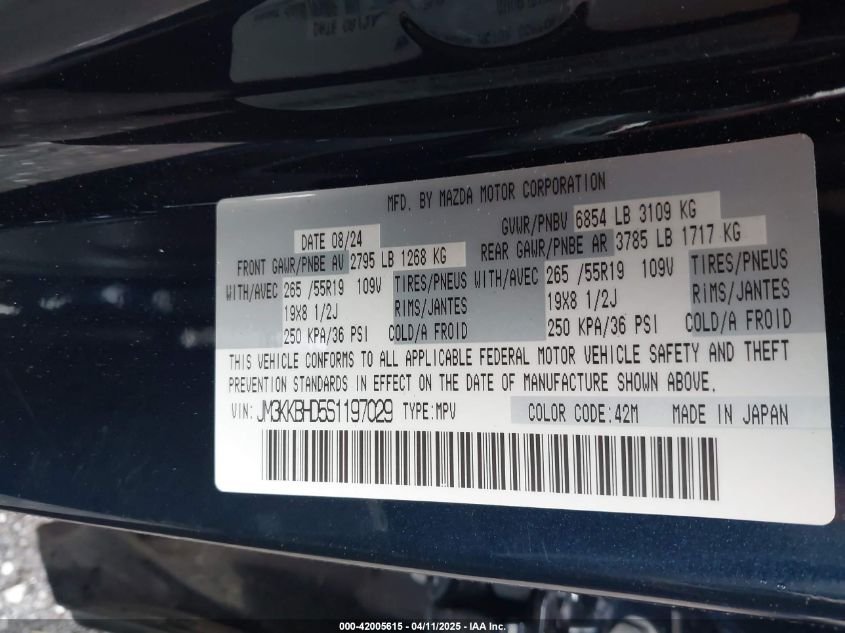 MFD. BY MAZDA MOTOR CORPORATION
DATE 08/24 GVWR/PNBV 6854 LB 3109 KG
FRONT GAWR/PNBE AV 2795 LB 1268 KG REAR GAWR/PNBE AR 3785 LB 1717 KG
WITH/AVEC 265 /55R19 109V TIRES/PNEUS WITH/AVEC 265 /55R19 109V TIRES/PNEUS
19X8 1/2J RIMS/JANTES 19X8 1/2J RIMS/JANTES
250 KPA/36 PSI COLD/A FROID 250 KPA/36 PSI COLD/A FROID
THIS VEHICLE CONFORMS TO ALL APPLICABLE FEDERAL MOTOR VEHICLE SAFETY AND THEFT
PREVENTION STANDARDS IN EFFECT ON THE DATE OF MANUFACTURE SHOWN ABOVE.
VIN: JM3KKBHD5S1197029 TYPE: MPV COLOR CODE: 42M MADE IN JAPAN
000-42005615 - 04/11/2025 - IAA Inc.